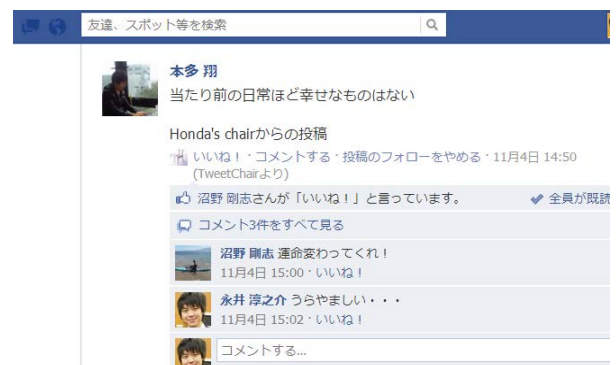 友達、スポット等を検索
本多 翔
当たり前の日常ほど幸せなものはない
Honda's chairからの投稿
いいね！・コメントする・投稿のフォローをやめる・11月4日 14:50
(TweetChairより)
沼野 剛志さんが「いいね！」と言っています。 全員が既読
コメント3件をすべて見る
沼野 剛志 運命変わってくれ！
11月4日 15:00・いいね！
永井 淳之介 うらやましい・・・
11月4日 15:02・いいね！
コメントする...